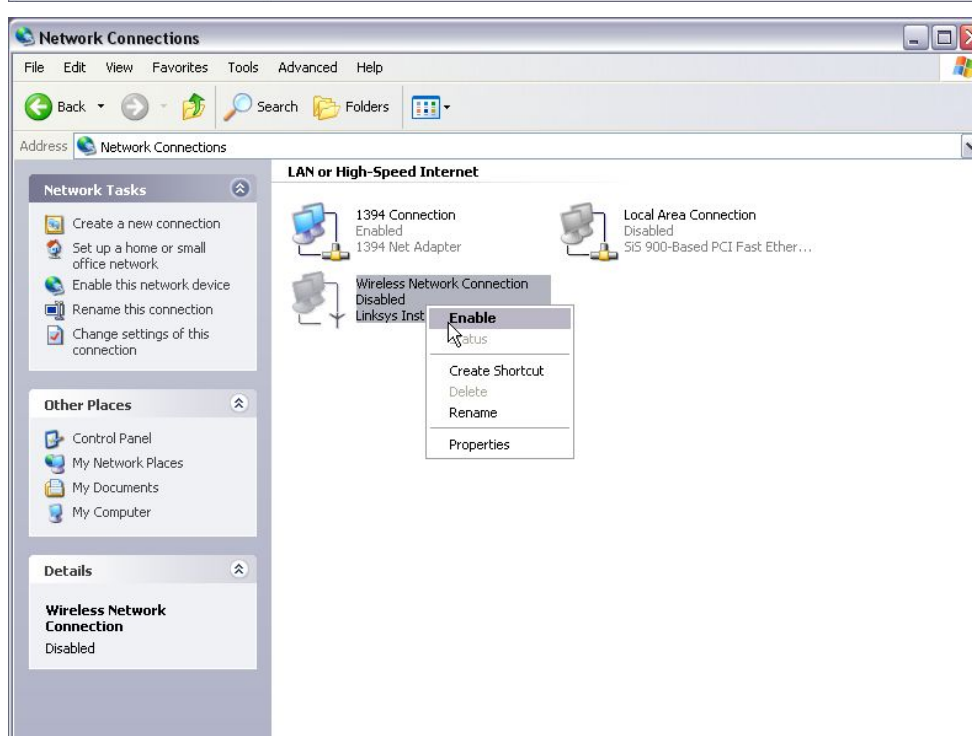 Network Connections
File Edit View Favorites Tools Advanced Help
Back Search Folders
Address Network Connections
Network Tasks
Create a new connection
Set up a home or small
office network
Enable this network device
Rename this connection
Change settings of this
connection
Other Places
Control Panel
My Network Places
My Documents
My Computer
Details
Wireless Network
Connection
Disabled
LAN or High-Speed Internet
1394 Connection
Enabled
1394 Net Adapter
Local Area Connection
Disabled
SiS 900-Based PCI Fast Ether...
Wireless Network Connection
Disabled
Linksys Inst
Enable
Status
Create Shortcut
Delete
Rename
Properties